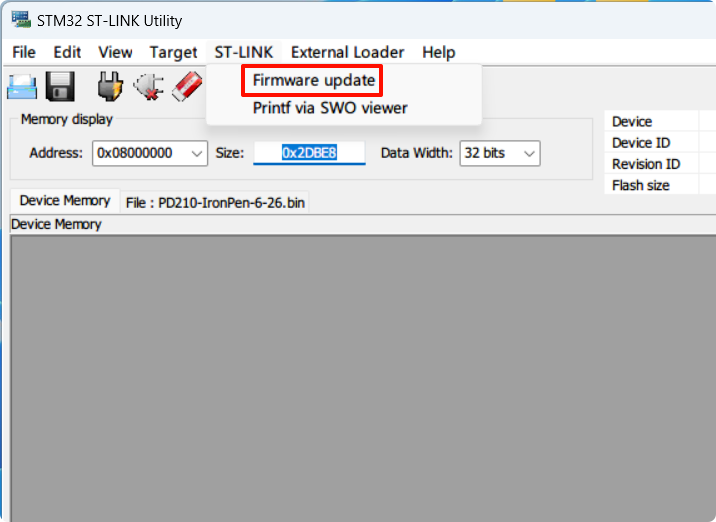 STM32 ST-LINK Utility
File Edit View Target ST-LINK External Loader Help
Firmware update
Printf via SWO viewer
Memory display
Address: 0x08000000 Size: 0x2DBE8 Data Width: 32 bits
Device
Device ID
Revision ID
Flash size
Device Memory File : PD210-IronPen-6-26.bin
Device Memory